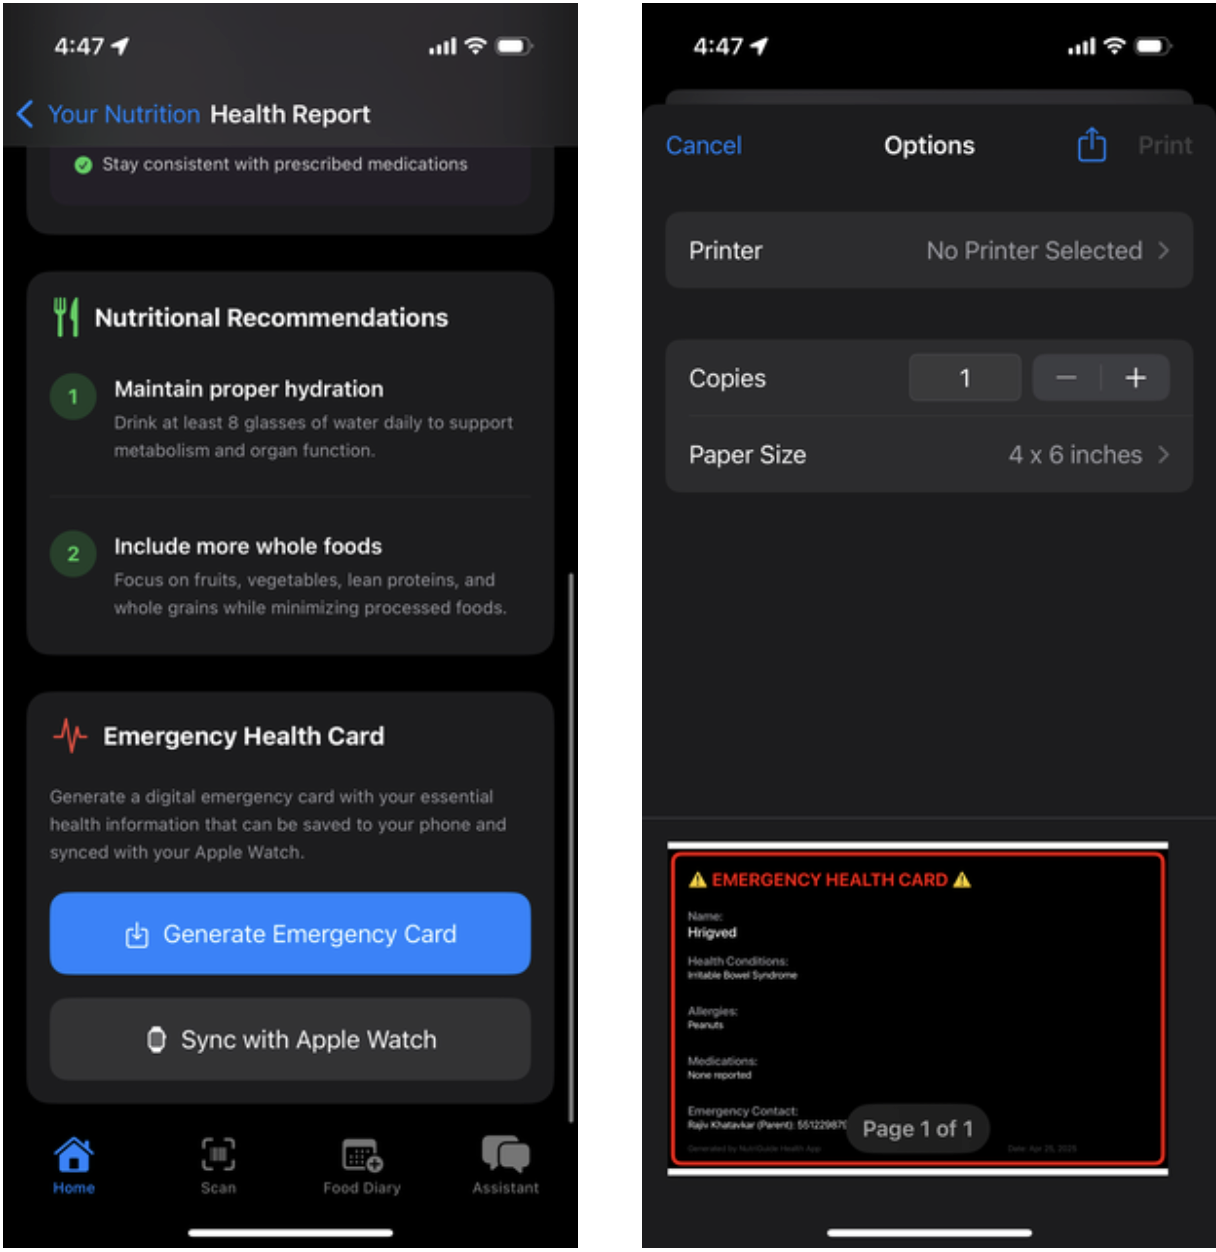 4:47
Your Nutrition Health Report
Stay consistent with prescribed medications
Nutritional Recommendations
1 Maintain proper hydration
Drink at least 8 glasses of water daily to support
metabolism and organ function.
2 Include more whole foods
Focus on fruits, vegetables, lean proteins, and
whole grains while minimizing processed foods.
Emergency Health Card
Generate a digital emergency card with your essential
health information that can be saved to your phone and
synced with your Apple Watch.
Generate Emergency Card
Sync with Apple Watch
Home Scan Food Diary Assistant
4:47
Cancel Options Print
Printer No Printer Selected
Copies 1 − +
Paper Size 4 x 6 inches
⚠️ EMERGENCY HEALTH CARD ⚠️
Name:
Hrigved
Health Conditions:
Irritable Bowel Syndrome
Allergies:
Peanuts
Medications:
None reported
Emergency Contact:
Rajiv Khatavkar (Parent):
Page 1 of 1
Generated by NutriGuide Health App Date: Apr 25, 2025